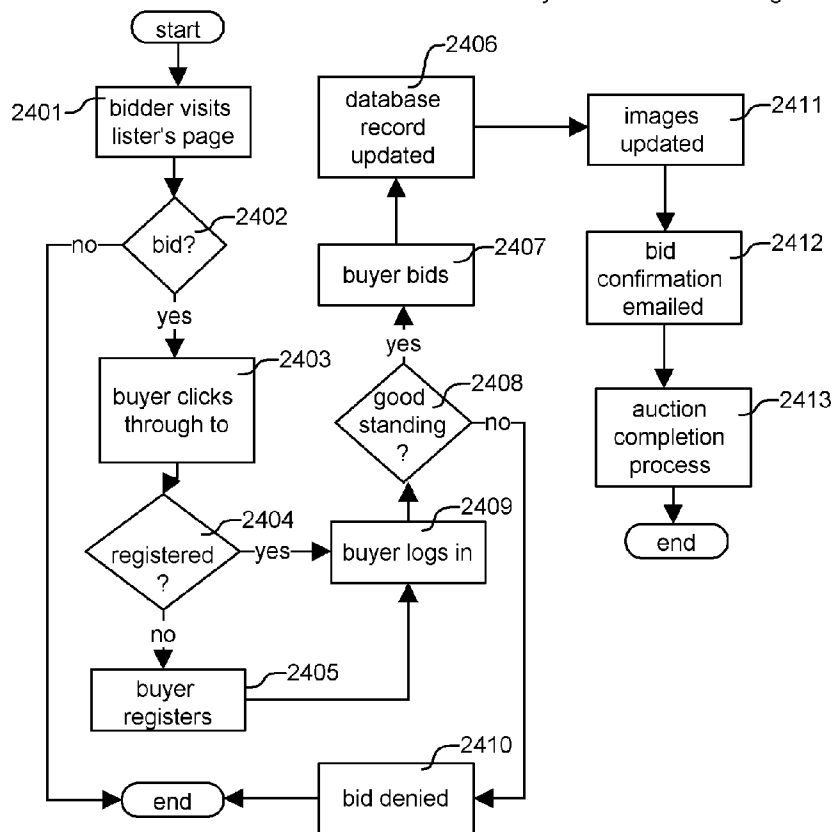 start
2401
bidder visits
lister's page
2402
bid?
no
yes
2403
buyer clicks
through to
2404
registered
?
yes
no
2405
buyer
registers
end
2406
database
record
updated
2407
buyer bids
yes
2408
good
standing
?
no
2409
buyer logs in
2410
bid denied
2411
images
updated
2412
bid
confirmation
emailed
2413
auction
completion
process
end